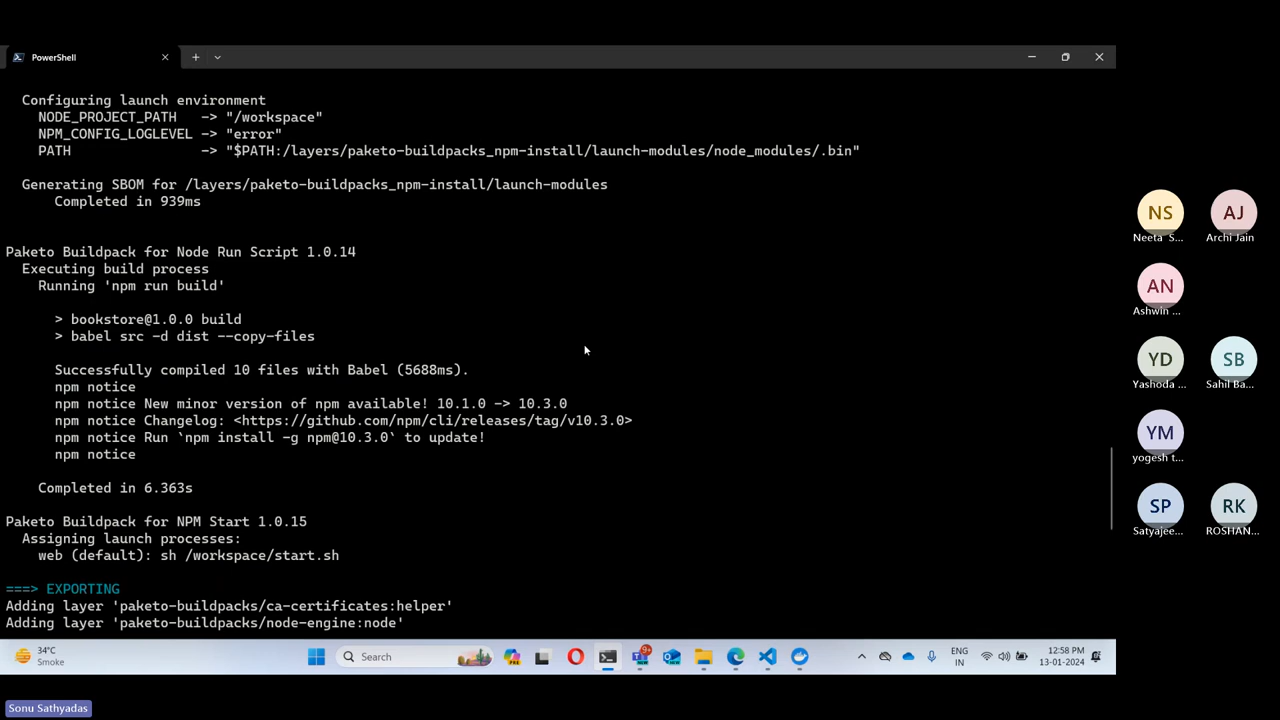 PowerShell
Configuring launch environment
NODE_PROJECT_PATH -> "/workspace"
NPM_CONFIG_LOGLEVEL -> "error"
PATH -> "$PATH:/layers/paketo-buildpacks_npm-install/launch-modules/node_modules/.bin"
Generating SBOM for /layers/paketo-buildpacks_npm-install/launch-modules
Completed in 939ms
Paketo Buildpack for Node Run Script 1.0.14
Executing build process
Running 'npm run build'
> bookstore@1.0.0 build
> babel src -d dist --copy-files
Successfully compiled 10 files with Babel (5688ms).
npm notice
npm notice New minor version of npm available! 10.1.0 -> 10.3.0
npm notice Changelog: <https://github.com/npm/cli/releases/tag/v10.3.0>
npm notice Run `npm install -g npm@10.3.0` to update!
npm notice
Completed in 6.363s
Paketo Buildpack for NPM Start 1.0.15
Assigning launch processes:
web (default): sh /workspace/start.sh
===> EXPORTING
Adding layer 'paketo-buildpacks/ca-certificates:helper'
Adding layer 'paketo-buildpacks/node-engine:node'
34°C
Smoke
Search
PRE
9+
ENG
IN
12:58 PM
13-01-2024
NS
Neeta S...
AJ
Archi Jain
AN
Ashwin ...
YD
Yashoda ...
SB
Sahil Ba...
YM
yogesh t...
SP
Satyajee...
RK
ROSHAN...
Sonu Sathyadas